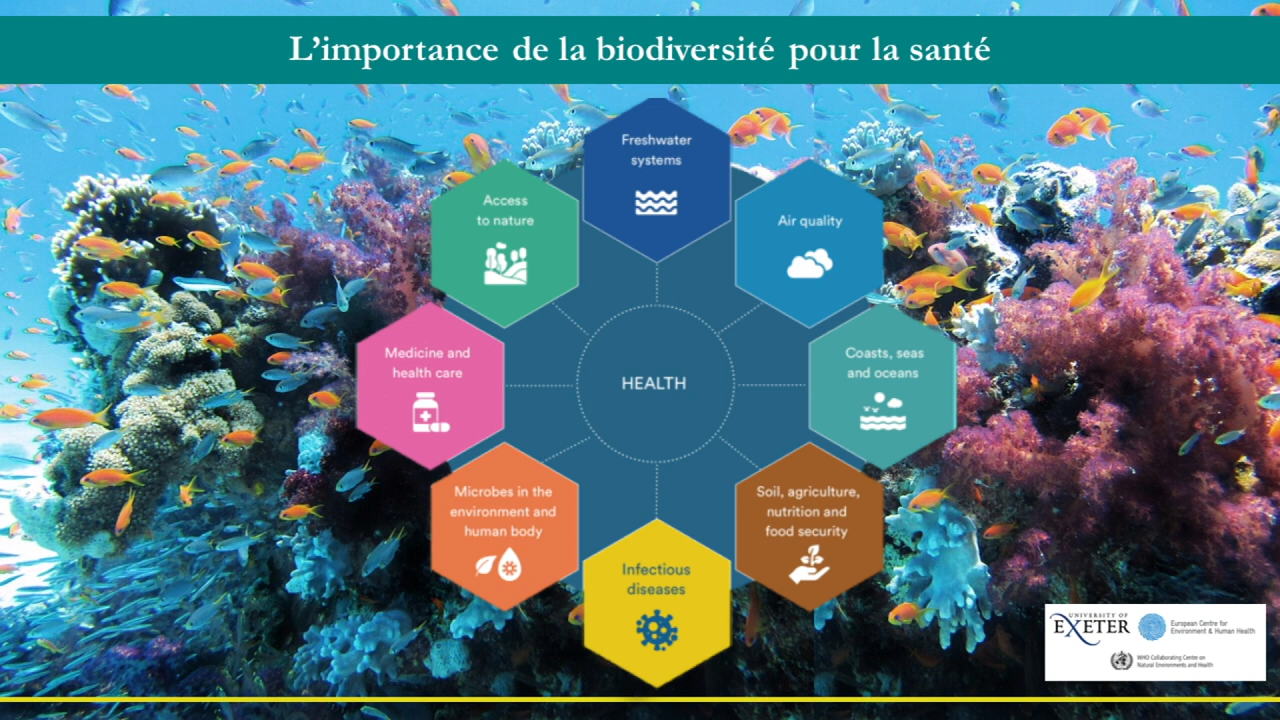 L'importance de la biodiversité pour la santé
Freshwater
systems
Access
to nature
Air quality
Medicine and
health care
HEALTH
Coasts, seas
and oceans
Microbes in the
environment and
human body
Soil, agriculture,
nutrition and
food security
Infectious
diseases
UNIVERSITY OF
EXETER
European Centre for
Environment & Human Health
WHO Collaborating Centre on
Natural Environments and Health